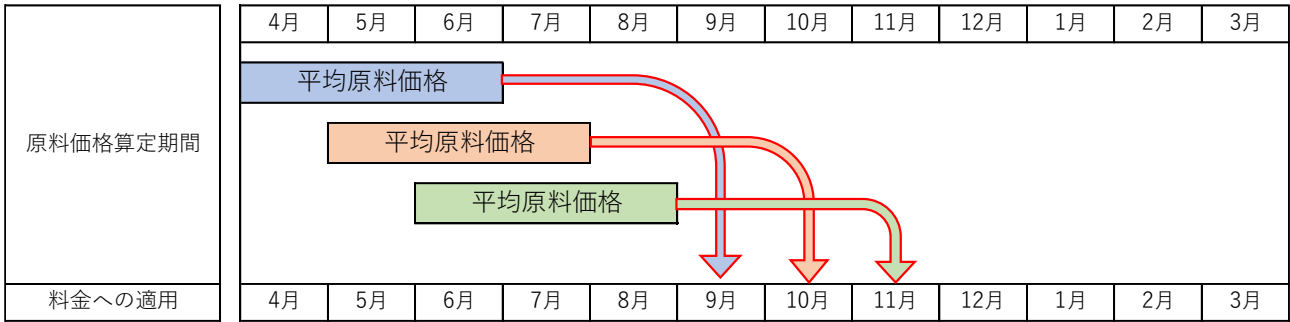 4月 5月 6月 7月 8月 9月 10月 11月 12月 1月 2月 3月
平均原料価格
平均原料価格
原料価格算定期間
平均原料価格
料金への適用 4月 5月 6月 7月 8月 9月 10月 11月 12月 1月 2月 3月